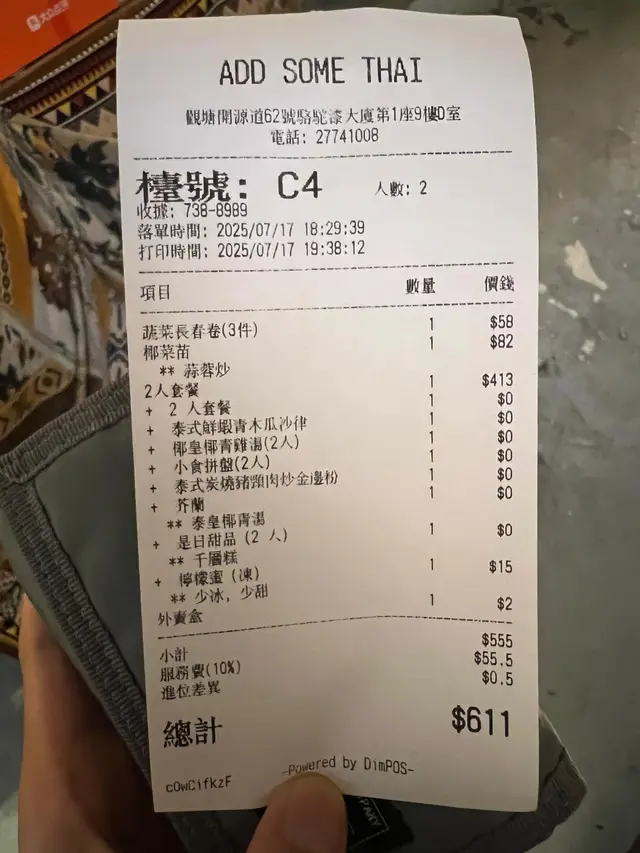 大众点评
ADD SOME THAI
觀塘開源道62號駱駝漆大廈第1座9樓D室
電話: 27741008
檯號: C4 人數: 2
收據: 738-8989
落單時間: 2025/07/17 18:29:39
打印時間: 2025/07/17 19:38:12
項目 數量 價錢
蔬菜長春卷(3件) 1 $58
椰菜苗 1 $82
** 蒜蓉炒
2人套餐 1 $413
+ 2 人套餐 1 $0
+ 泰式鮮蝦青木瓜沙律 1 $0
+ 椰皇椰青雞湯(2人) 1 $0
+ 小食拼盤(2人) 1 $0
+ 泰式炭燒豬頸肉炒金邊粉 1 $0
+ 芥蘭 1 $0
** 泰皇椰青湯
+ 是日甜品 (2 人) 1 $0
** 千層糕
+ 檸檬蜜 (凍) 1 $15
** 少冰, 少甜
外賣盒 1 $2
小計 $555
服務費(10%) $55.5
進位差異 $0.5
總計 $611
cOwCifkzF -Powered by DimPOS-